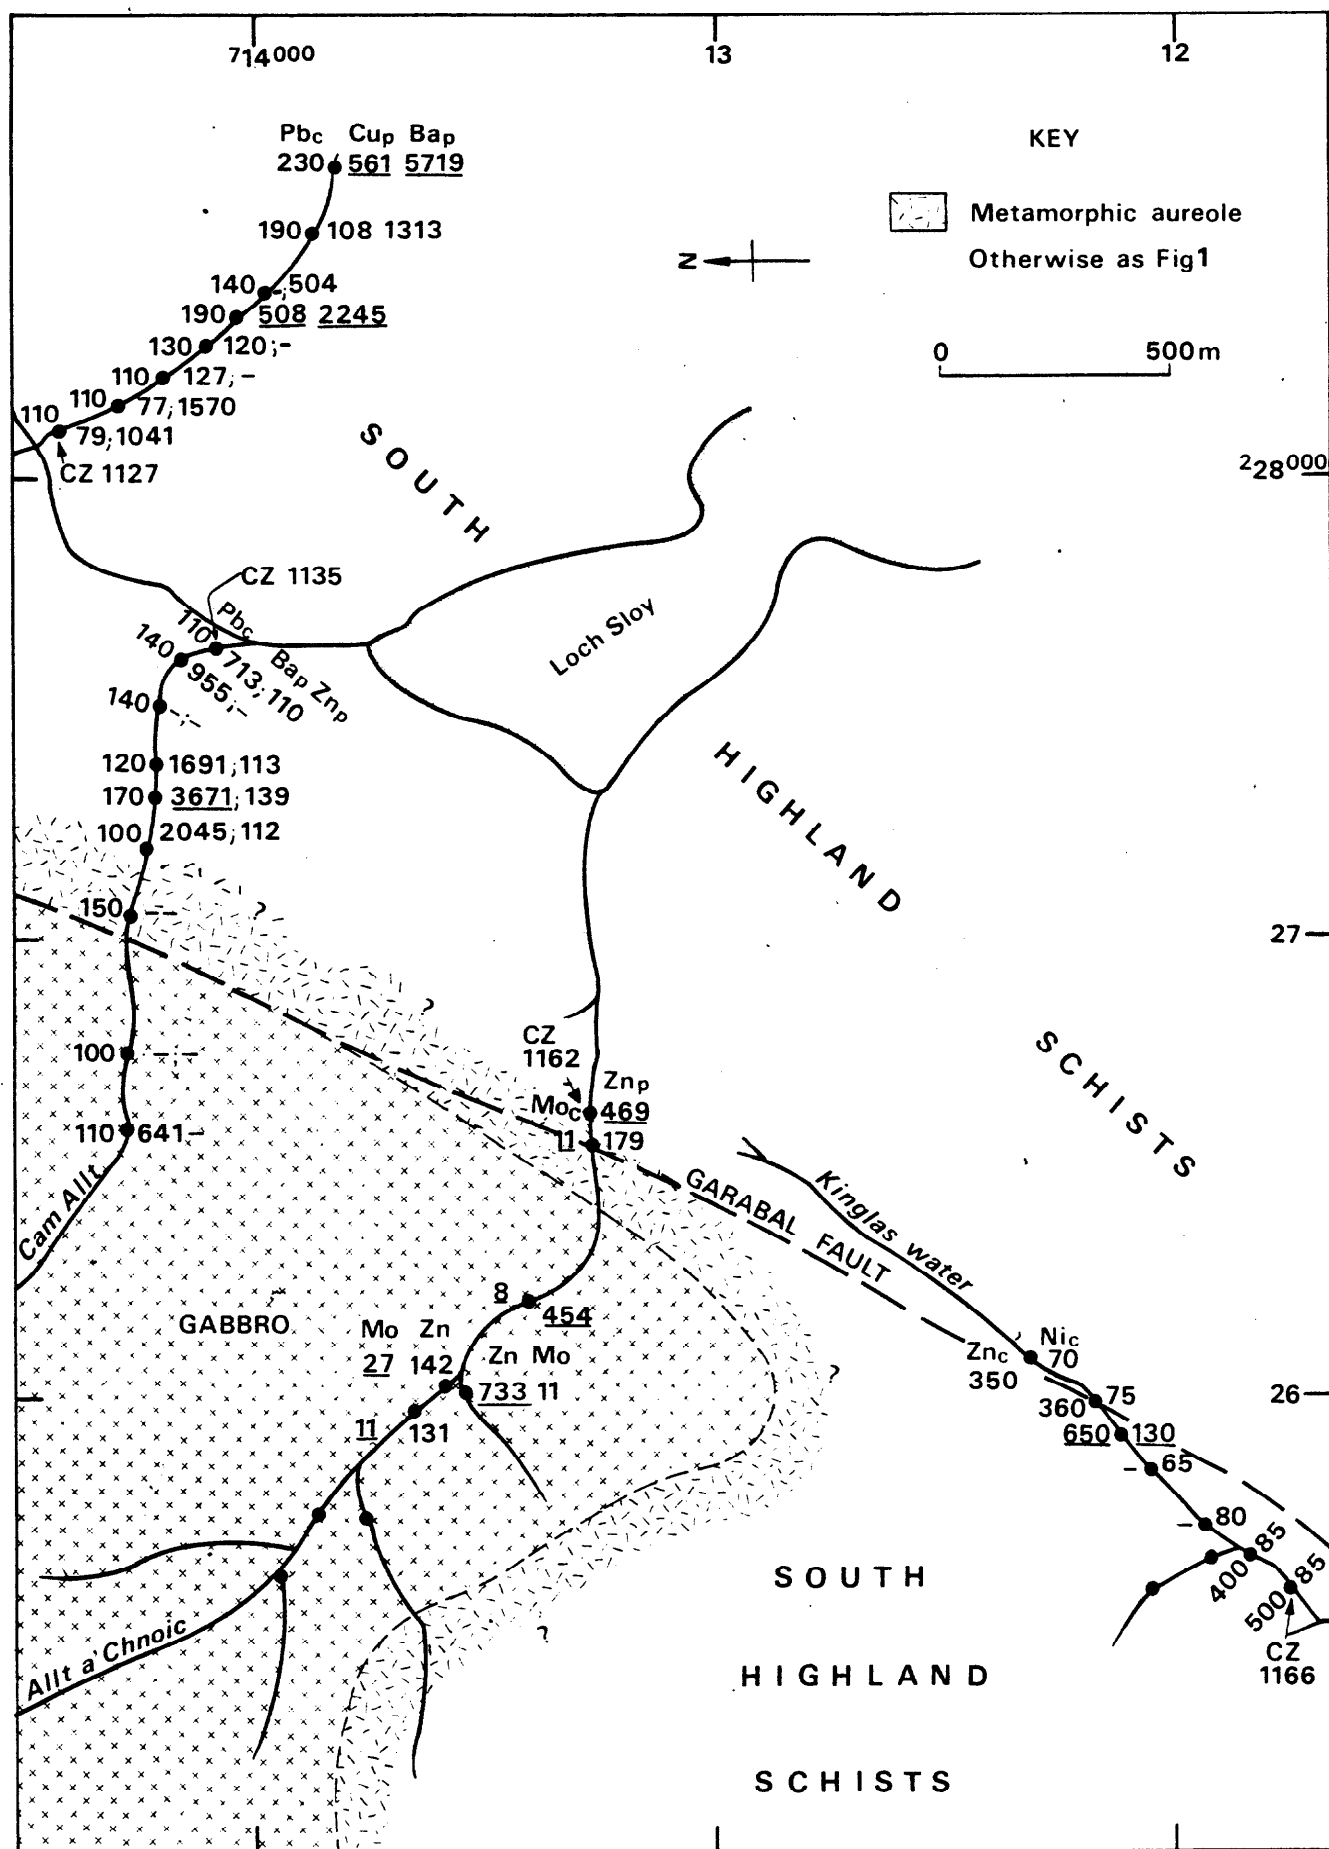 714000
13
12
Pbc Cup Bap
230 561 5719
190 108 1313
140 -;504
190 508 2245
130 120;-
110 127;-
110 77;1570
110 79;1041
CZ 1127
KEY
Metamorphic aureole
Otherwise as Fig1
N
0 500m
228000
SOUTH
HIGHLAND
SCHISTS
CZ 1135
Pbc
Bap Znp
110 713;110
140 955;-
140 -;-
120 1691;113
170 3671;139
100 2045;112
150 --
100 -;-
110 641-
Loch Sloy
?
27
?
CZ
1162
Znp
Moc 469
11 179
GARABAL FAULT
Kinglas water
Cam Allt
GABBRO
8
454
Mo Zn
27 142
Zn Mo
733 11
11 131
?
Znc Nic
350 70
26
360 75
650 130
- 65
- 80
400 85
500 85
CZ
1166
Allt a' Chnoic
?
SOUTH
HIGHLAND
SCHISTS